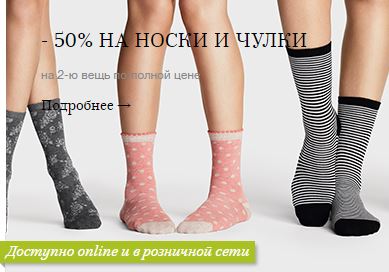 - 50% НА НОСКИ И ЧУЛКИ
на 2-ю вещь по полной цене
Подробнее →
Доступно online и в розничной сети